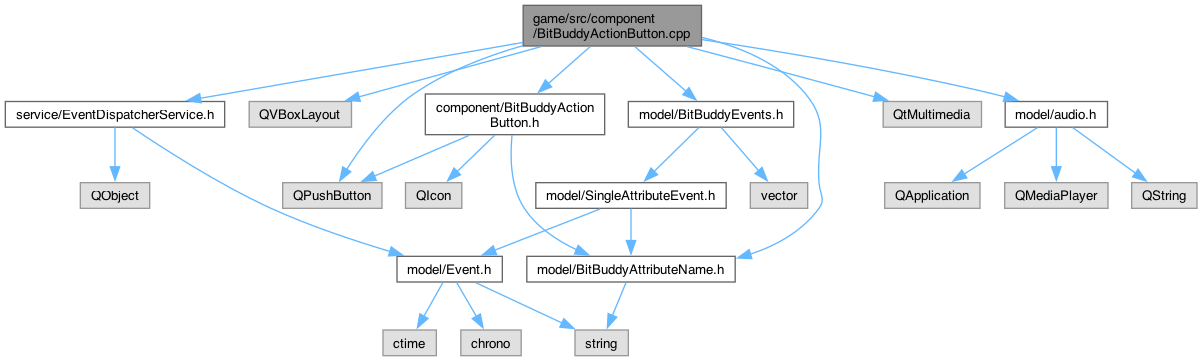 game/src/component
/BitBuddyActionButton.cpp
service/EventDispatcherService.h
QVBoxLayout
component/BitBuddyAction
Button.h
model/BitBuddyEvents.h
QtMultimedia
model/audio.h
QObject
QPushButton
QIcon
model/SingleAttributeEvent.h
vector
QApplication
QMediaPlayer
QString
model/Event.h
model/BitBuddyAttributeName.h
ctime
chrono
string